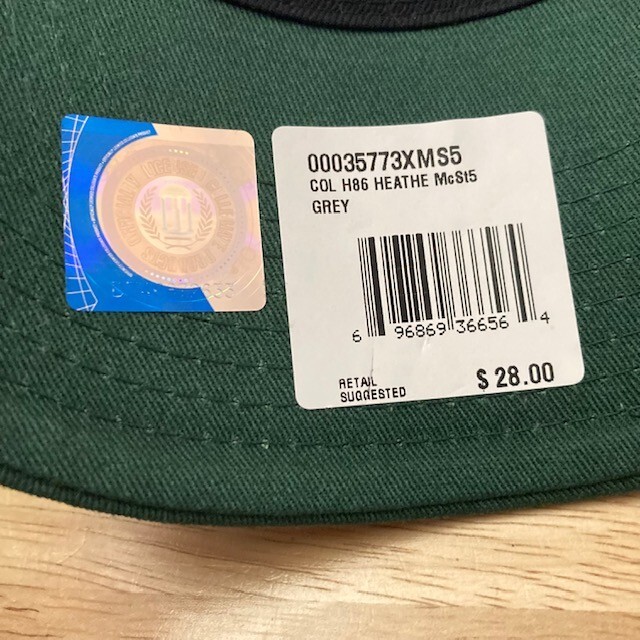 00035773XMS5
COL H86 HEATHE McSt5
GREY
6 96869 36656 4
RETAIL
SUGGESTED
$ 28.00